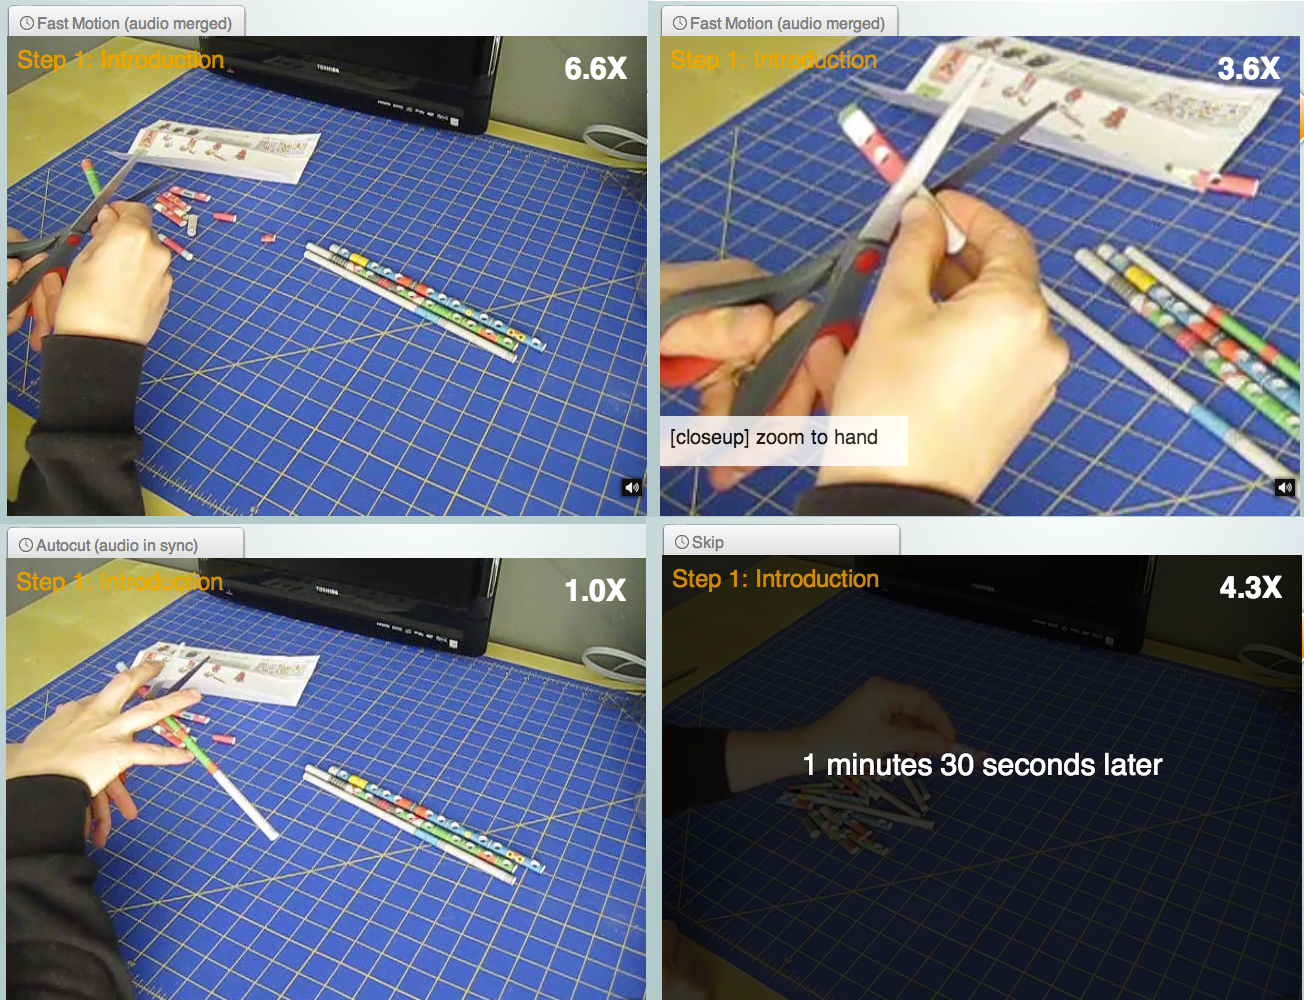 Fast Motion (audio merged)
Step 1: Introduction
6.6X
TOSHIBA
Fast Motion (audio merged)
Step 1: Introduction
3.6X
[closeup] zoom to hand
Autocut (audio in sync)
Step 1: Introduction
1.0X
TOSHIBA
Skip
Step 1: Introduction
4.3X
TOSHIBA
1 minutes 30 seconds later